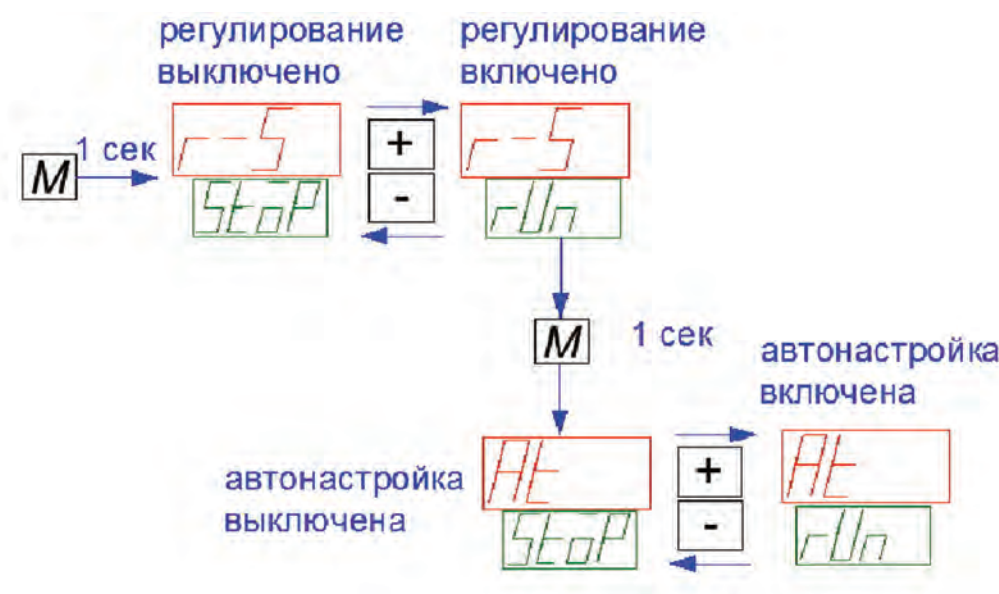 регулирование
выключено
регулирование
включено
r--S
+
r--S
M
1 сек
StoP
-
rUn
M
1 сек
автонастройка
включена
автонастройка
выключена
At
+
At
StoP
-
rUn